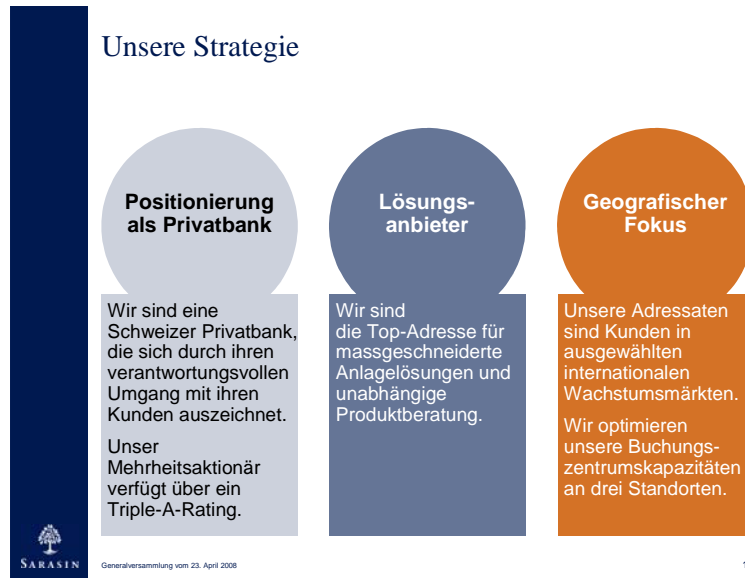 Unsere Strategie
Positionierung
als Privatbank
Wir sind eine
Schweizer Privatbank,
die sich durch ihren
verantwortungsvollen
Umgang mit ihren
Kunden auszeichnet.
Unser
Mehrheitsaktionär
verfügt über ein
Triple-A-Rating.
Lösungs-
anbieter
Wir sind
die Top-Adresse für
massgeschneiderte
Anlagelösungen und
unabhängige
Produktberatung.
Geografischer
Fokus
Unsere Adressaten
sind Kunden in
ausgewählten
internationalen
Wachstumsmärkten.
Wir optimieren
unsere Buchungs-
zentrumskapazitäten
an drei Standorten.
SARASIN
Generalversammlung vom 23. April 2008